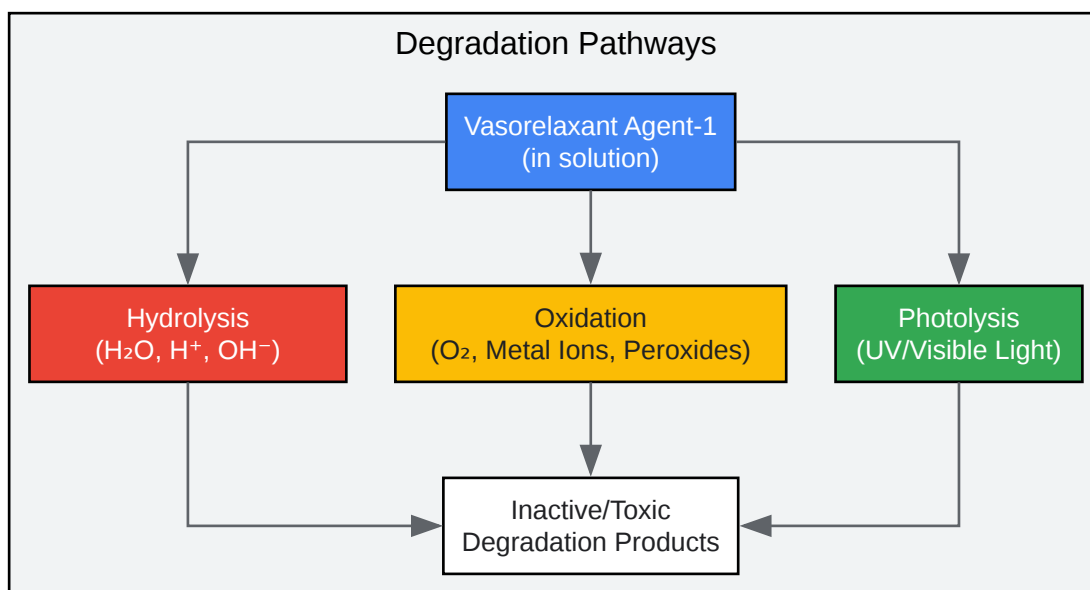 Degradation Pathways
Vasorelaxant Agent-1
(in solution)
Hydrolysis
(H₂O, H⁺, OH⁻)
Oxidation
(O₂, Metal Ions, Peroxides)
Photolysis
(UV/Visible Light)
Inactive/Toxic
Degradation Products